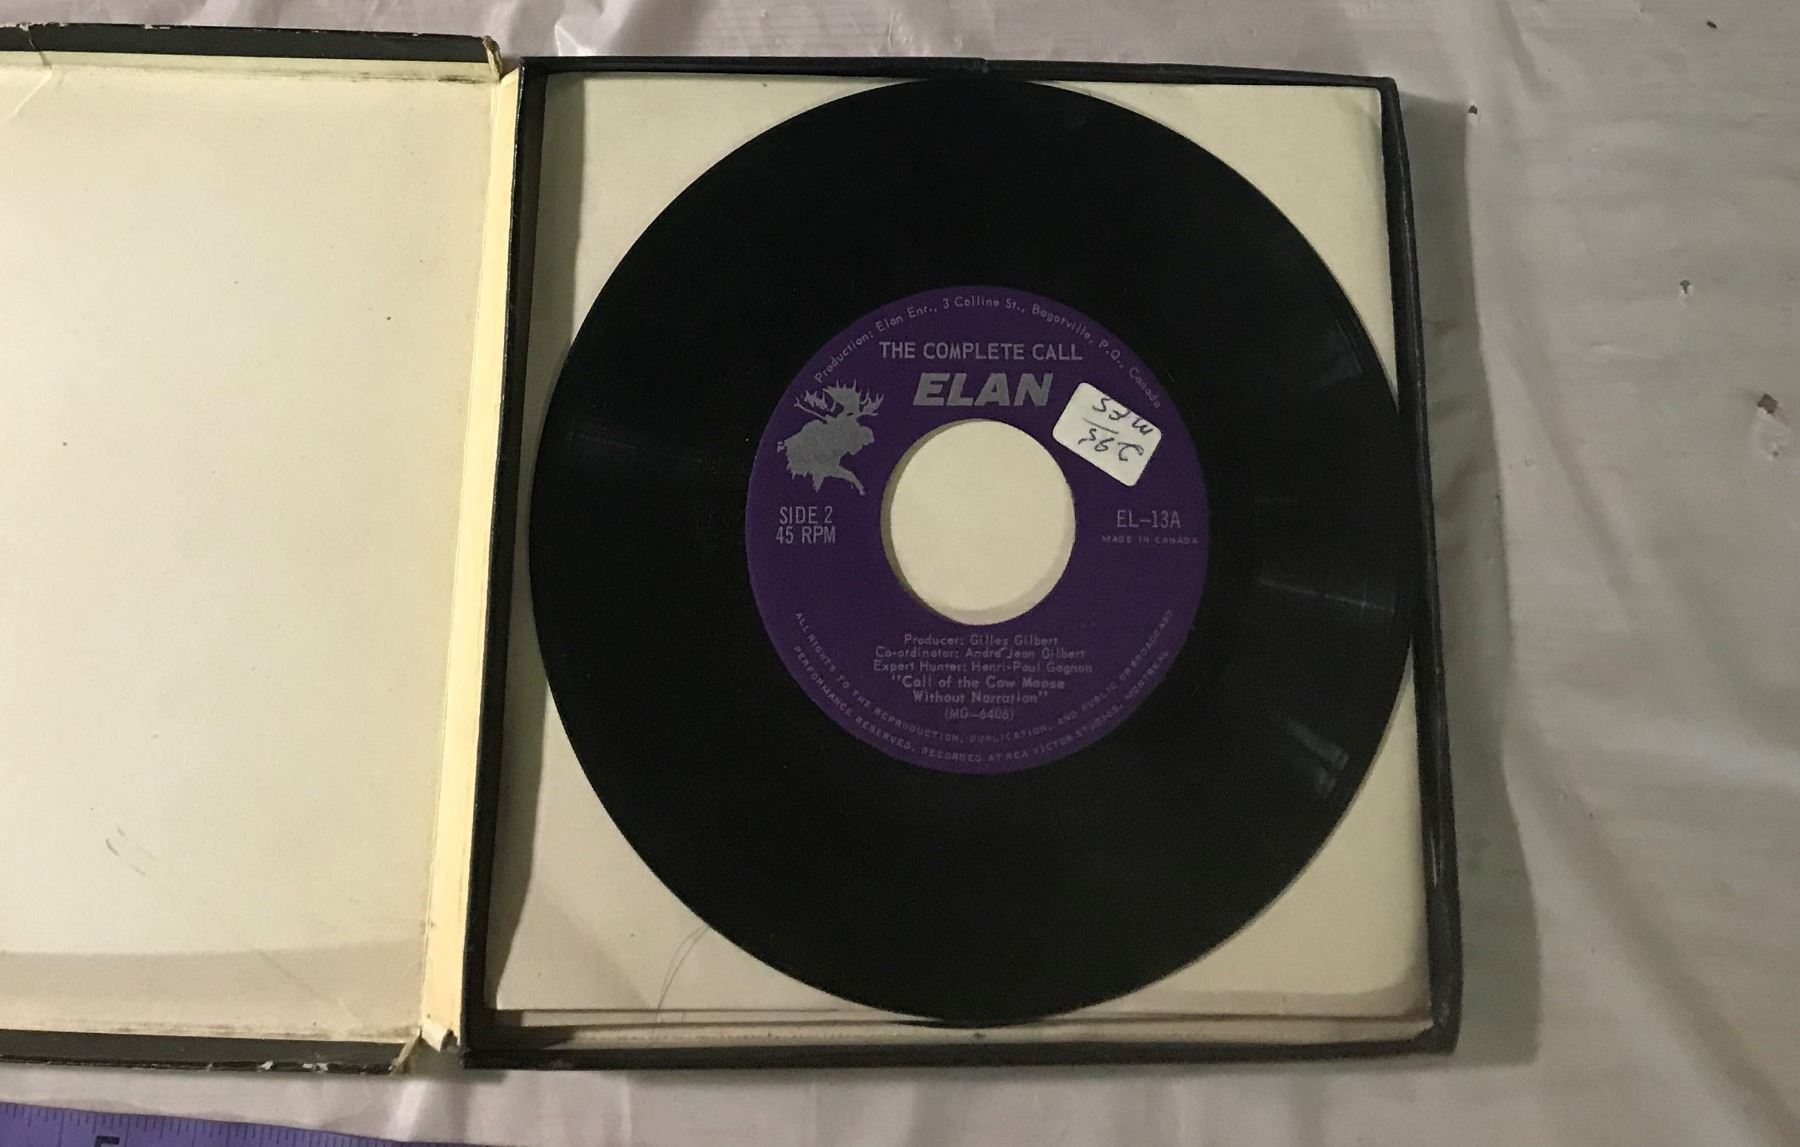 Production: Elan Enr., 3 Colline St., Bagotville, P.Q., Canada
THE COMPLETE CALL
ELAN
2 95
SIDE 2
45 RPM
EL-13A
MADE IN CANADA
Producer: Gilles Gilbert
Co-ordinator: André Jean Gilbert
Expert Hunter: Henri-Paul Gagnon
"Call of the Cow Moose
Without Narration"
(MG-6406)
ALL RIGHTS TO THE REPRODUCTION, DUPLICATION, AND PUBLIC OR BROADCAST
PERFORMANCE RESERVED. RECORDED AT RCA VICTOR STUDIOS, MONTREAL